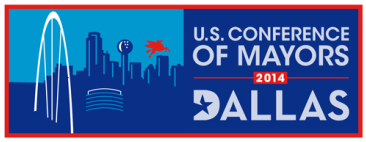 U.S. CONFERENCE
OF MAYORS
2014
DALLAS